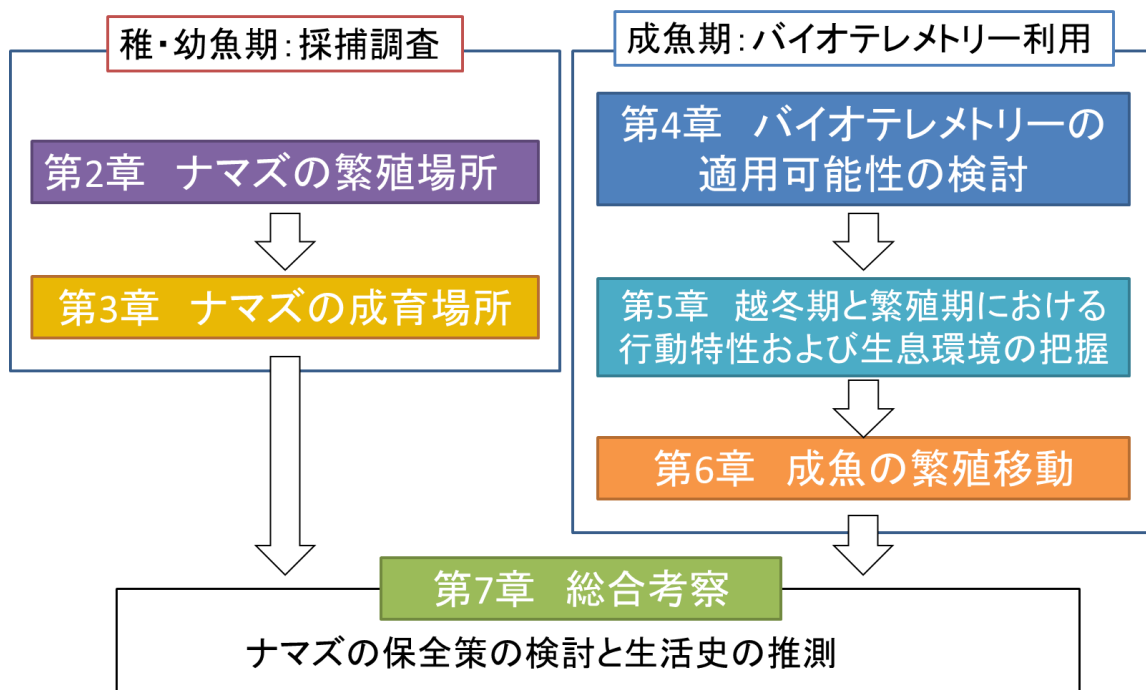 稚・幼魚期：採捕調査
第2章　ナマズの繁殖場所
第3章　ナマズの成育場所
成魚期：バイオテレメトリー利用
第4章　バイオテレメトリーの
適用可能性の検討
第5章　越冬期と繁殖期における
行動特性および生息環境の把握
第6章　成魚の繁殖移動
第7章　総合考察
ナマズの保全策の検討と生活史の推測